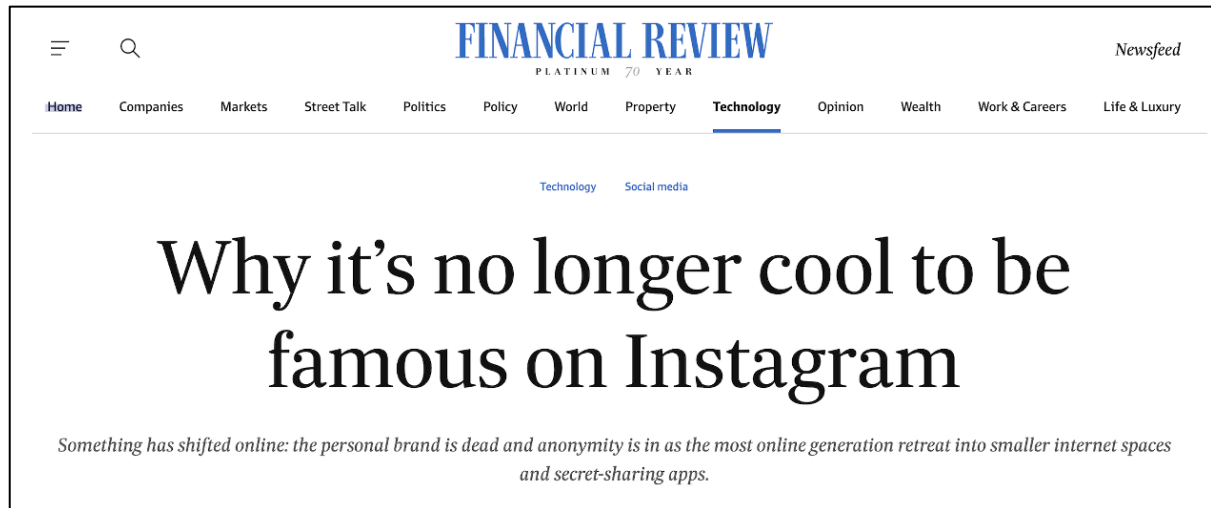 FINANCIAL REVIEW
PLATINUM 70 YEAR
Newsfeed
Home Companies Markets Street Talk Politics Policy World Property Technology Opinion Wealth Work & Careers Life & Luxury
Technology Social media
Why it’s no longer cool to be
famous on Instagram
Something has shifted online: the personal brand is dead and anonymity is in as the most online generation retreat into smaller internet spaces
and secret-sharing apps.